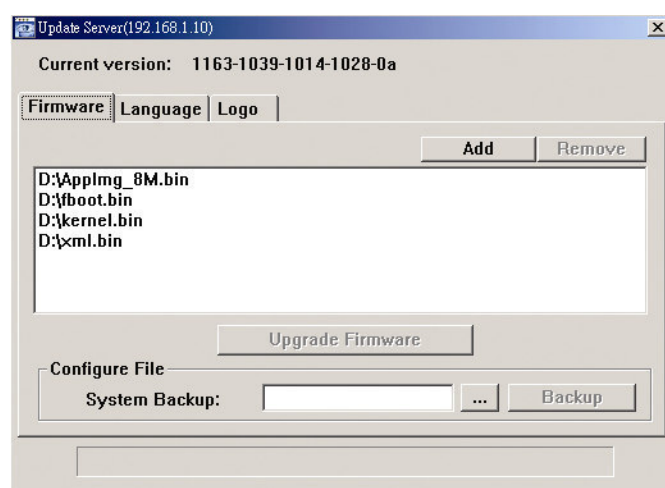 Update Server(192.168.1.10)
Current version: 1163-1039-1014-1028-0a
Firmware Language Logo
Add Remove
D:\AppImg_8M.bin
D:\fboot.bin
D:\kernel.bin
D:\xml.bin
Upgrade Firmware
Configure File
System Backup: ... Backup